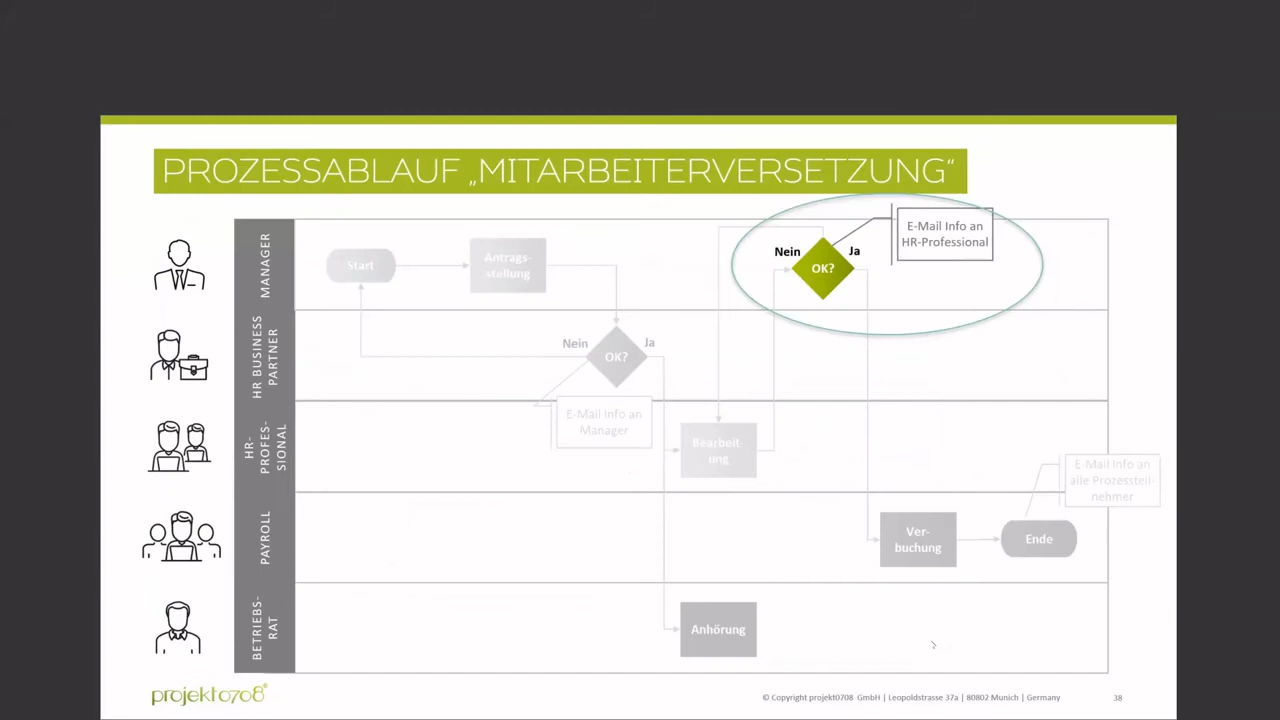 PROZESSABLAUF „MITARBEITERVERSETZUNG“
MANAGER
Start
Antrags-
stellung
Nein
Ja
OK?
E-Mail Info an
HR-Professional
HR BUSINESS
PARTNER
Nein
Ja
OK?
E-Mail Info an
Manager
HR-
PROFES-
SIONAL
Bearbeit-
ung
E-Mail Info an
alle Prozessteil-
nehmer
PAYROLL
Ver-
buchung
Ende
BETRIEBS-
RAT
Anhörung
projekt0708®
© Copyright projekt0708 GmbH | Leopoldstrasse 37a | 80802 Munich | Germany
38